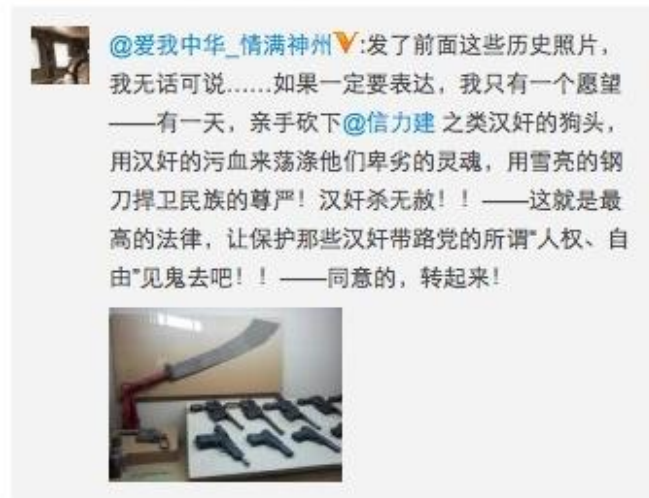 @爱我中华_情满神州V:发了前面这些历史照片，
我无话可说……如果一定要表达，我只有一个愿望
——有一天，亲手砍下@信力建 之类汉奸的狗头，
用汉奸的污血来荡涤他们卑劣的灵魂，用雪亮的钢
刀捍卫民族的尊严！汉奸杀无赦！！——这就是最
高的法律，让保护那些汉奸带路党的所谓“人权、自
由”见鬼去吧！！——同意的，转起来！